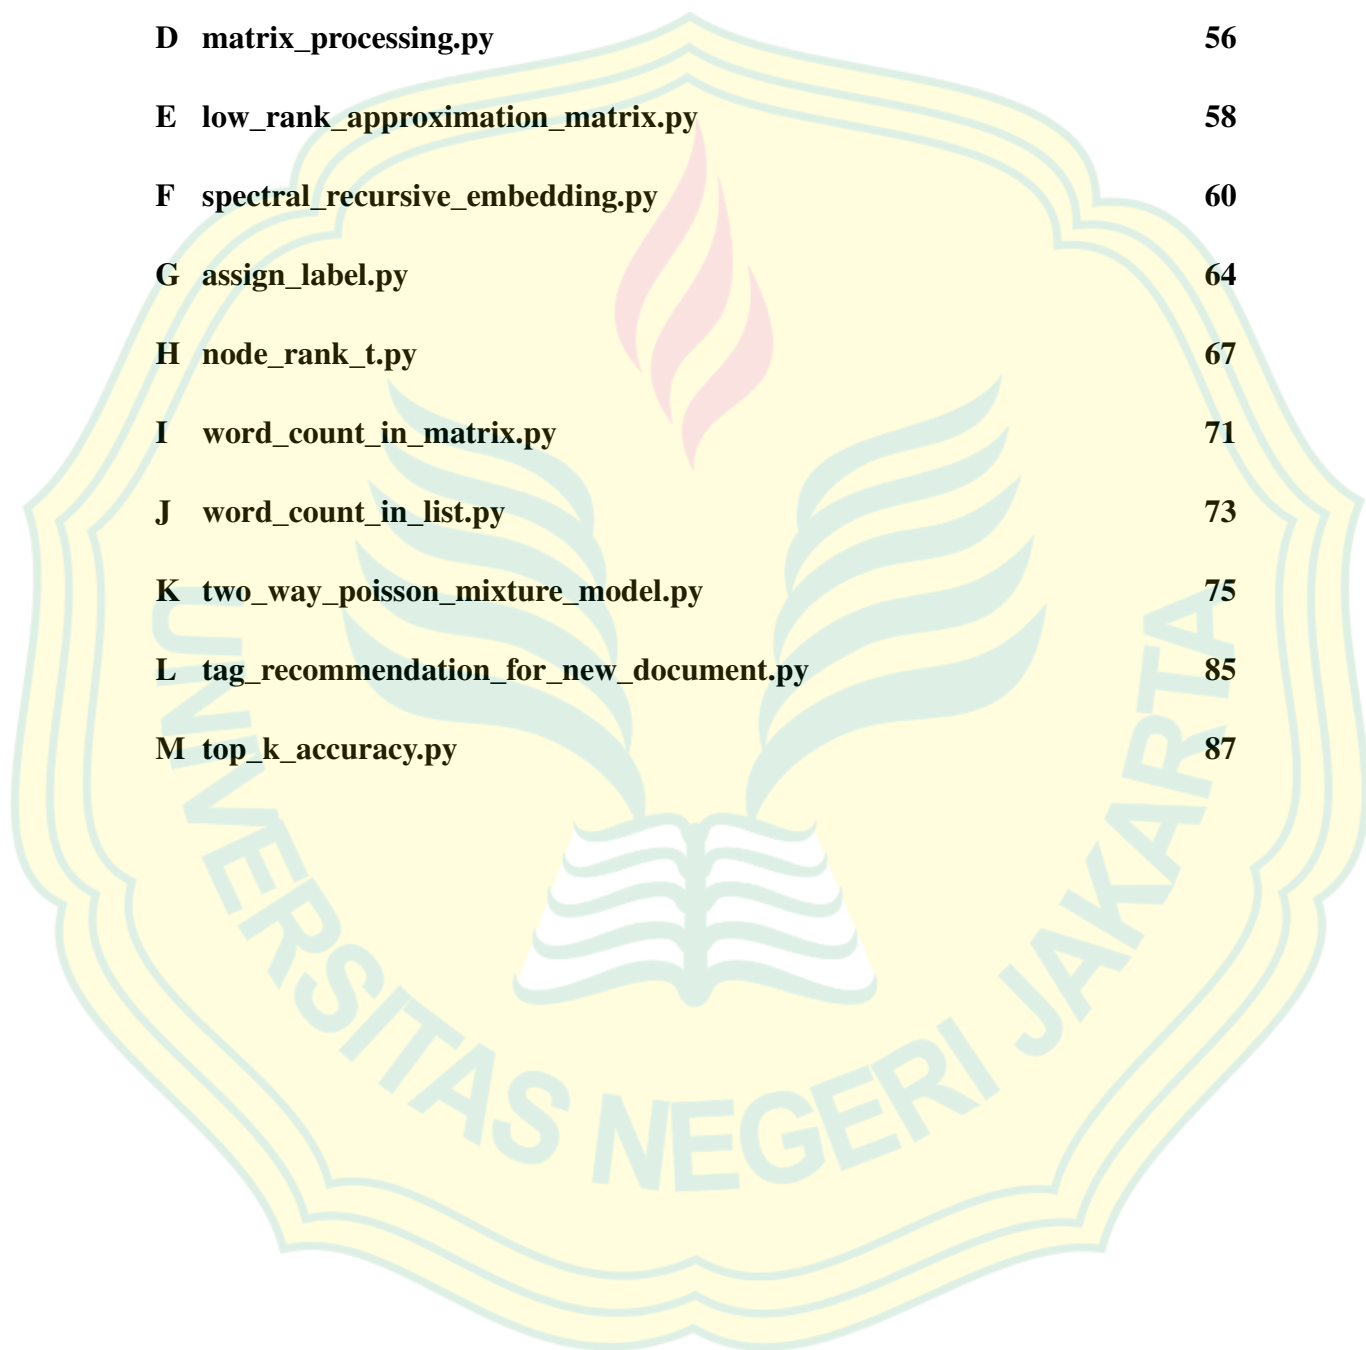 D matrix_processing.py 56
E low_rank_approximation_matrix.py 58
F spectral_recursive_embedding.py 60
G assign_label.py 64
H node_rank_t.py 67
I word_count_in_matrix.py 71
J word_count_in_list.py 73
K two_way_poisson_mixture_model.py 75
L tag_recommendation_for_new_document.py 85
M top_k_accuracy.py 87
UNIVERSITAS NEGERI JAKARTA